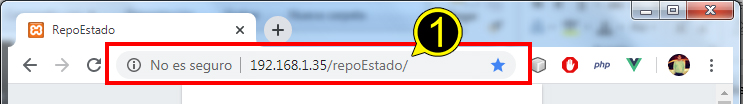 RepoEstado
1
No es seguro | 192.168.1.35/repoEstado/
php